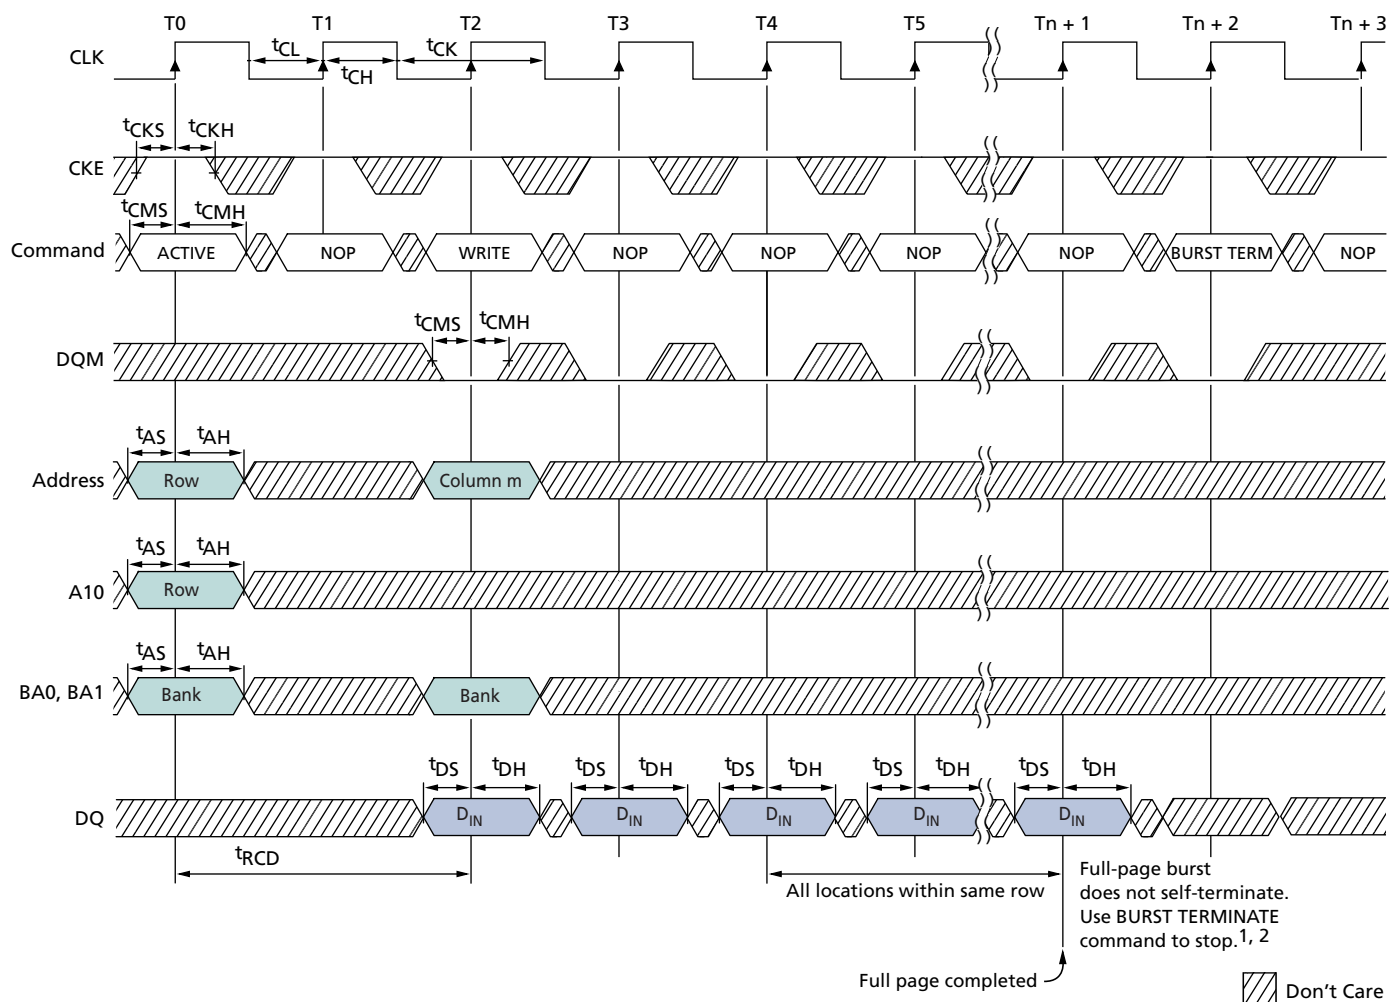 T0 T1 T2 T3 T4 T5 Tn + 1 Tn + 2 Tn + 3
CLK
tCL tCK
tCH
tCKS tCKH
CKE
tCMS tCMH
Command ACTIVE NOP WRITE NOP NOP NOP NOP BURST TERM NOP
tCMS tCMH
DQM
tAS tAH
Address Row Column m
tAS tAH
A10 Row
tAS tAH
BA0, BA1 Bank Bank
tDS tDH tDS tDH tDS tDH tDS tDH tDS tDH
DQ DIN DIN DIN DIN DIN
tRCD
All locations within same row
Full-page burst
does not self-terminate.
Use BURST TERMINATE
command to stop.1, 2
Full page completed
Don't Care